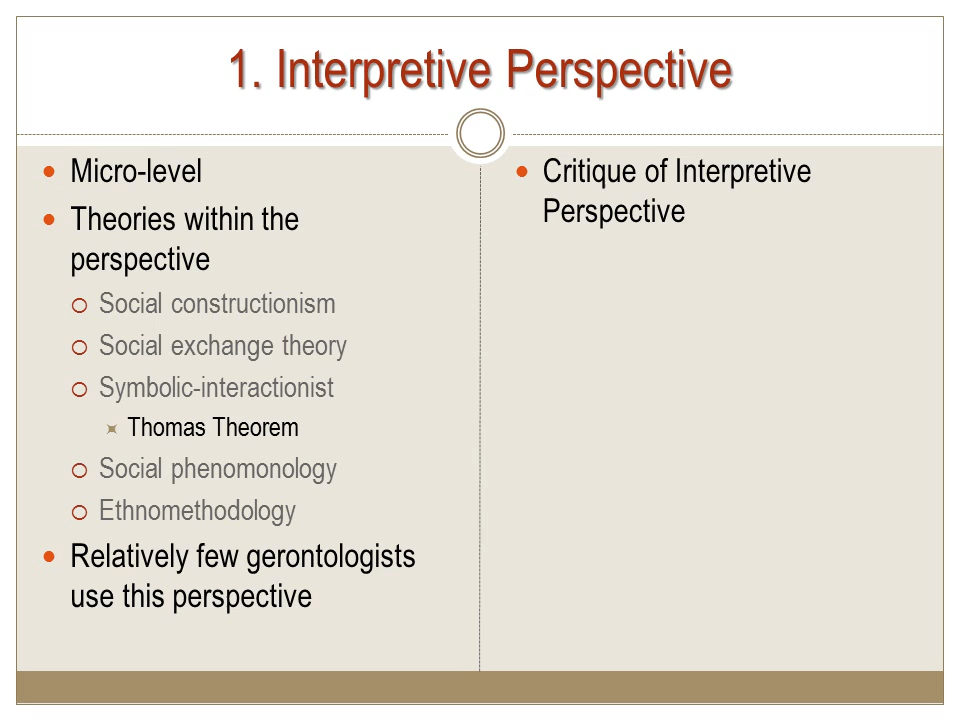 1. Interpretive Perspective
Micro-level
Theories within the
perspective
Social constructionism
Social exchange theory
Symbolic-interactionist
Thomas Theorem
Social phenomonology
Ethnomethodology
Relatively few gerontologists
use this perspective
Critique of Interpretive
Perspective